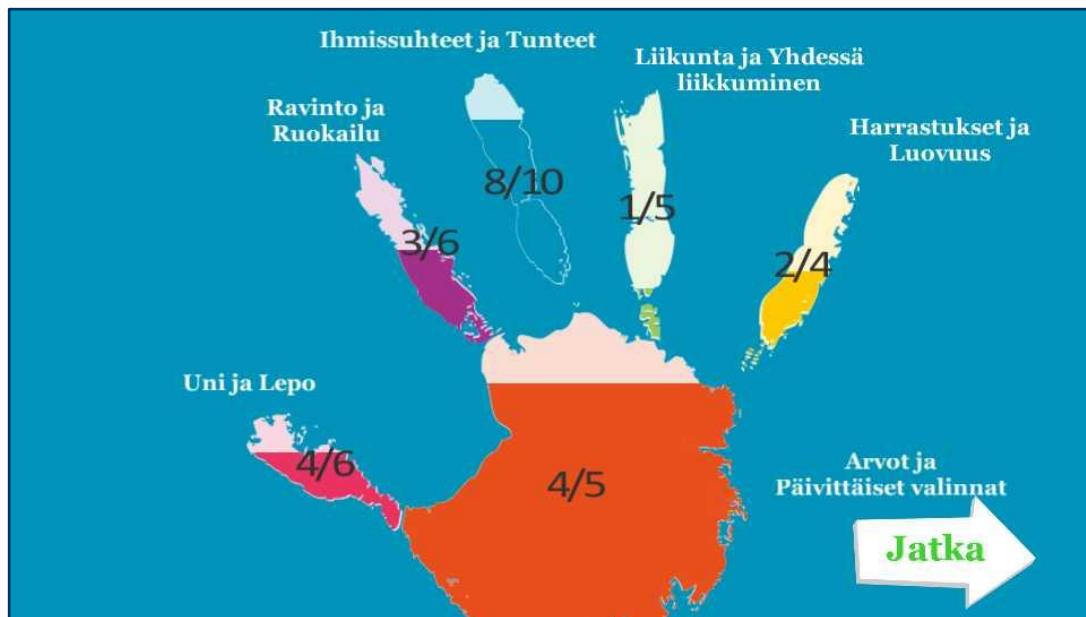 Ihmissuhteet ja Tunteet
Liikunta ja Yhdessä
liikkuminen
Ravinto ja
Ruokailu
Harrastukset ja
Luovuus
8/10
1/5
3/6
2/4
Uni ja Lepo
4/6
4/5
Arvot ja
Päivittäiset valinnat
Jatka